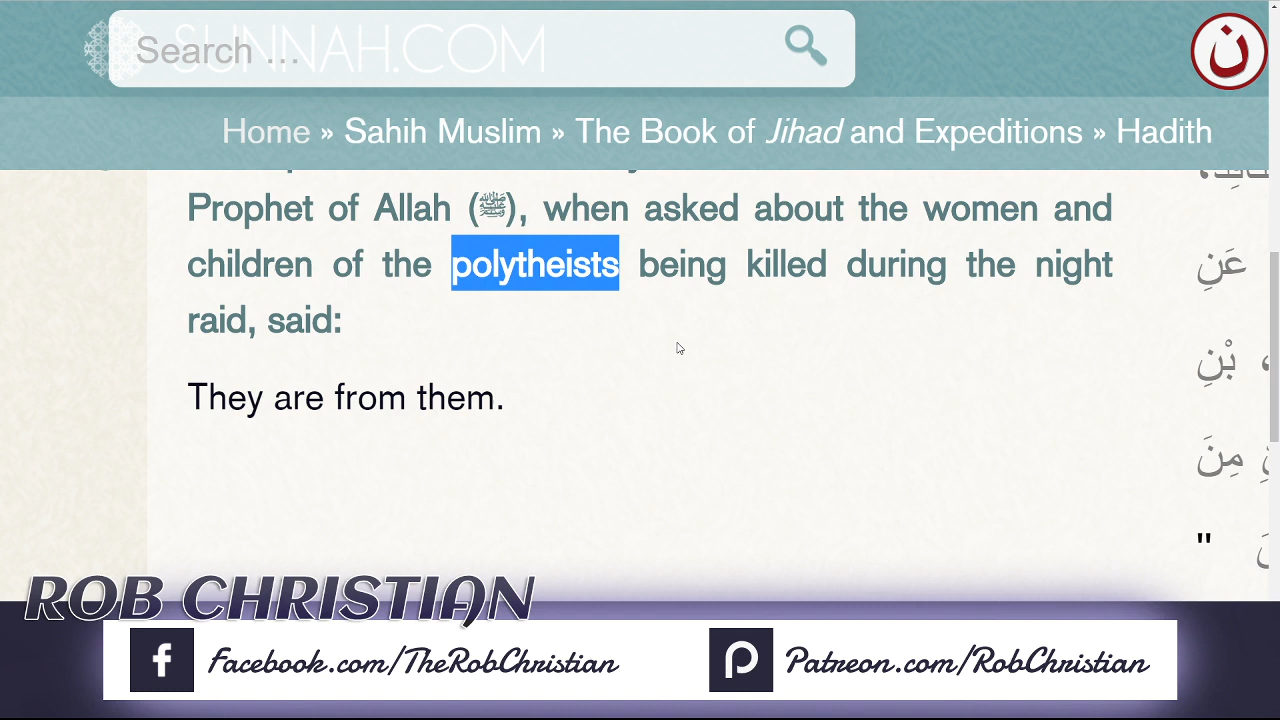 SUNNAH.COM
Search ...
ن
Home » Sahih Muslim » The Book of Jihad and Expeditions » Hadith
Prophet of Allah (ﷺ), when asked about the women and
عَنِ
children of the polytheists being killed during the night
raid, said:
بْنِ ،
They are from them.
مِنَ
"
ROB CHRISTIAN
f Facebook.com/TheRobChristian
Patreon.com/RobChristian